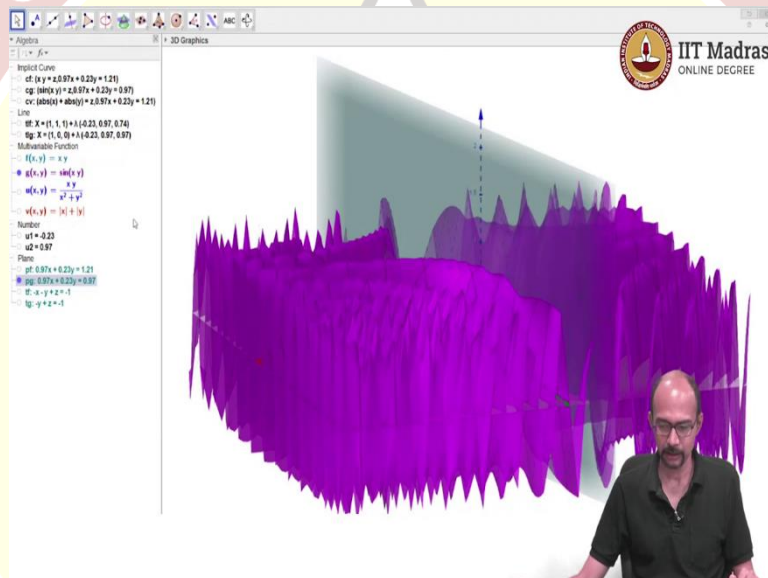 ABC
Algebra
3D Graphics
Implicit Curve
cf: (x y = z,0.97x + 0.23y = 1.21)
cg: (sin(x y) = z,0.97x + 0.23y = 0.97)
cv: (abs(x) + abs(y) = z,0.97x + 0.23y = 1.21)
Line
tlf: X = (1, 1, 1) + λ (-0.23, 0.97, 0.74)
tlg: X = (1, 0, 0) + λ (-0.23, 0.97, 0.97)
Multivariable Function
f(x, y) = x y
g(x, y) = sin(x y)
u(x, y) = x y / x² + y²
v(x, y) = |x| + |y|
Number
u1 = -0.23
u2 = 0.97
Plane
pf: 0.97x + 0.23y = 1.21
pg: 0.97x + 0.23y = 0.97
tf: -x - y + z = -1
tg: -y + z = -1
IIT Madras
ONLINE DEGREE